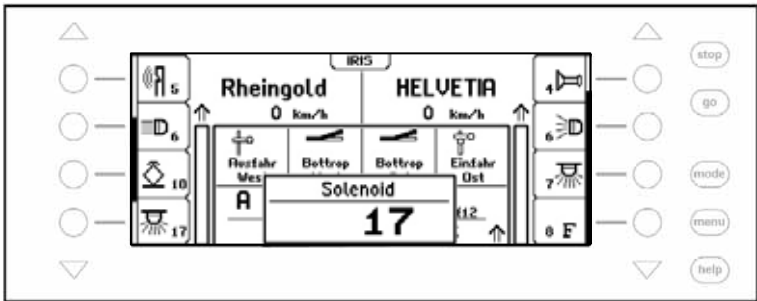 IRIS
stop
go
mode
menu
help
5
6
10
17
Rheingold
0 km/h
HELVETIA
0 km/h
4
6
7
8 F
Ausfahr
Wes
Bottrop
Bottrop
Einfahr
Ost
A
Solenoid
17